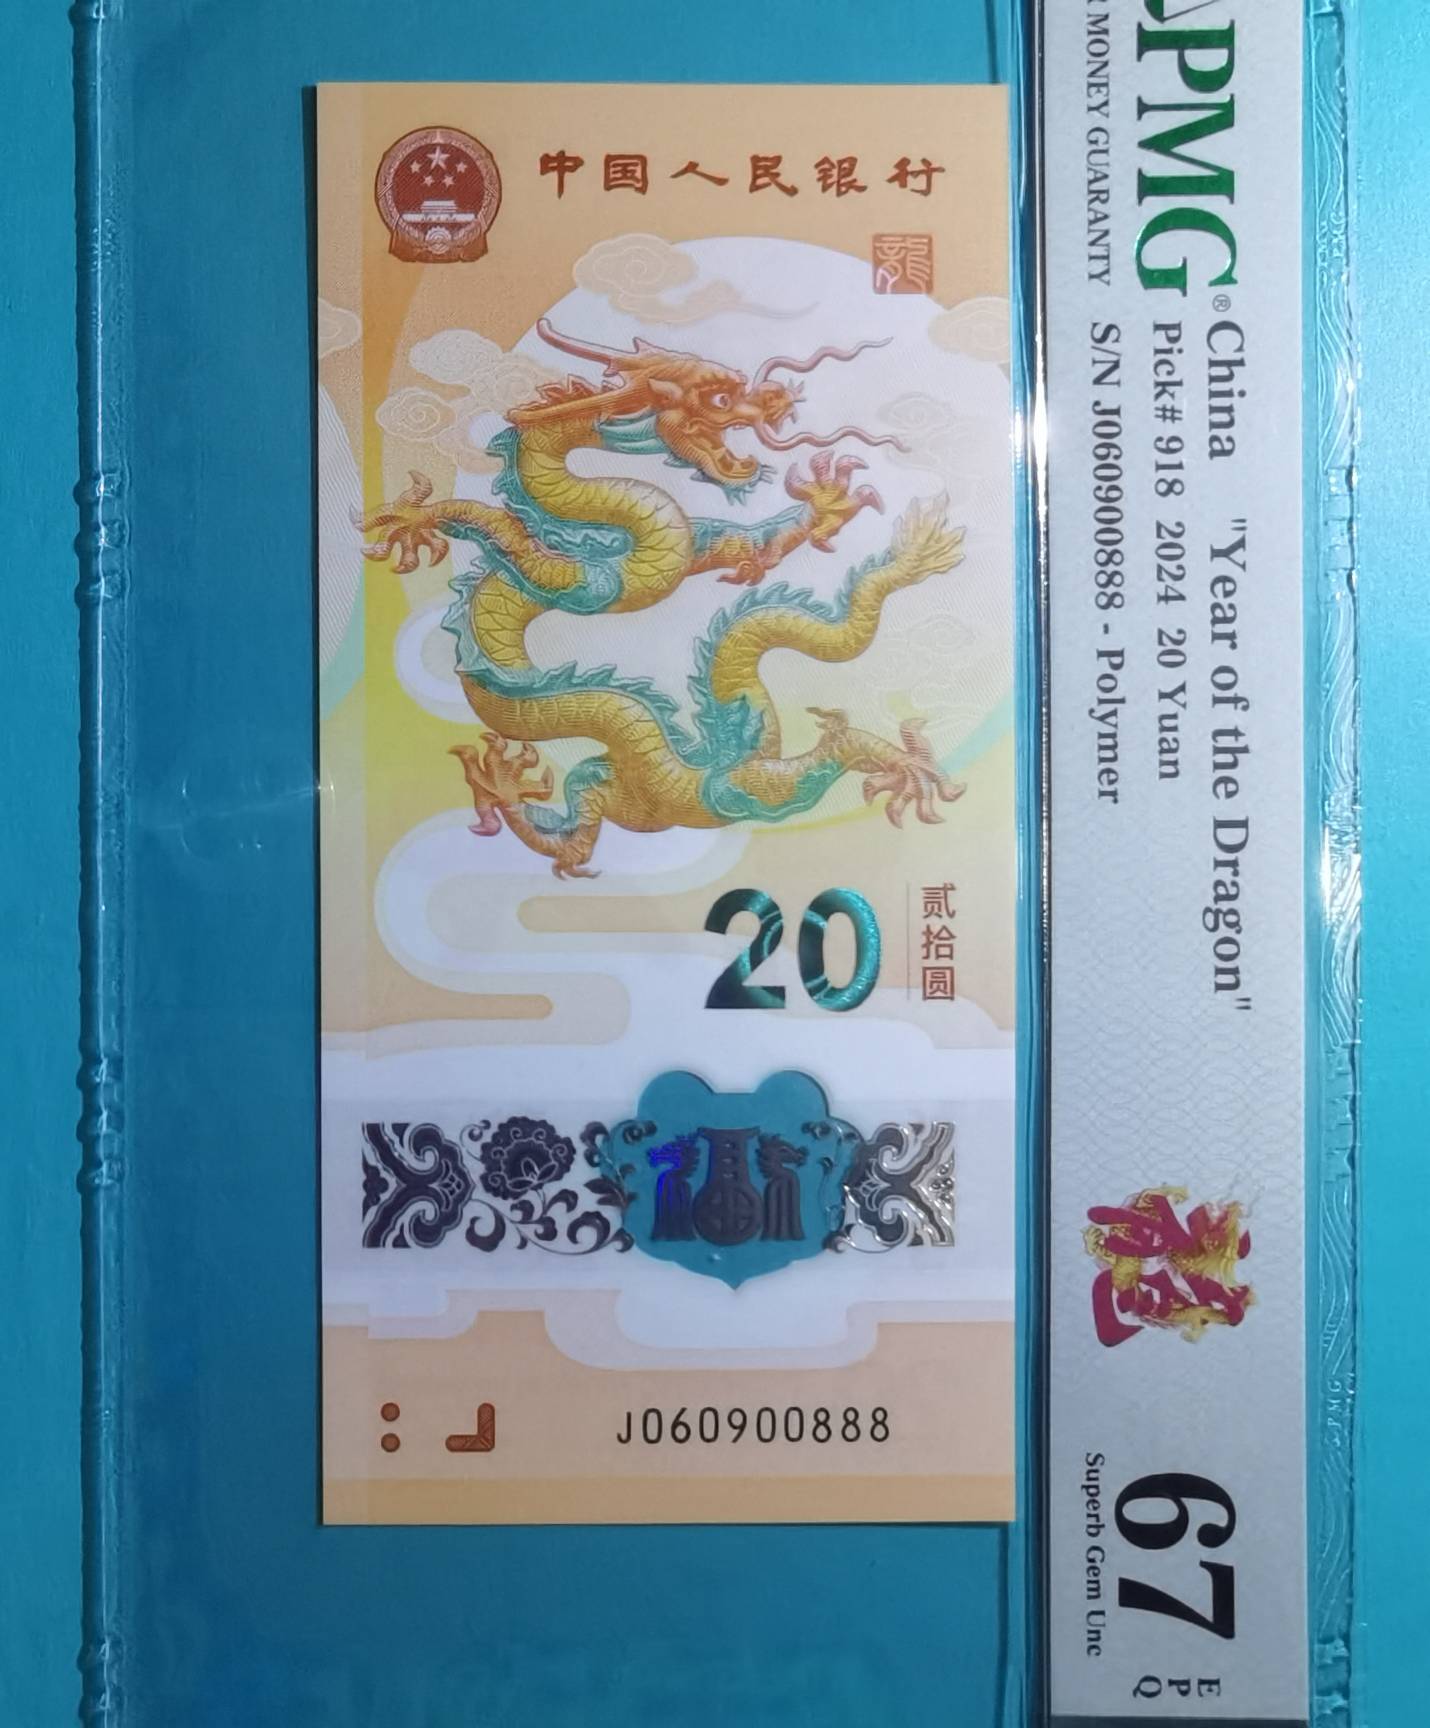 中国人民银行
龍
20
贰拾圆
J060900888
PMG
MONEY GUARANTY
China "Year of the Dragon"
Pick# 918 2024 20 Yuan
S/N J060900888 - Polymer
67 EPQ
Superb Gem Unc